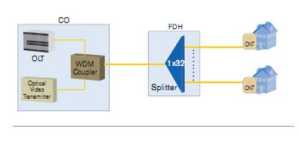 CO
OLT
WDM
Coupler
Optical
Video
Transmitter
FDH
1x32
Splitter
ONT
ONT